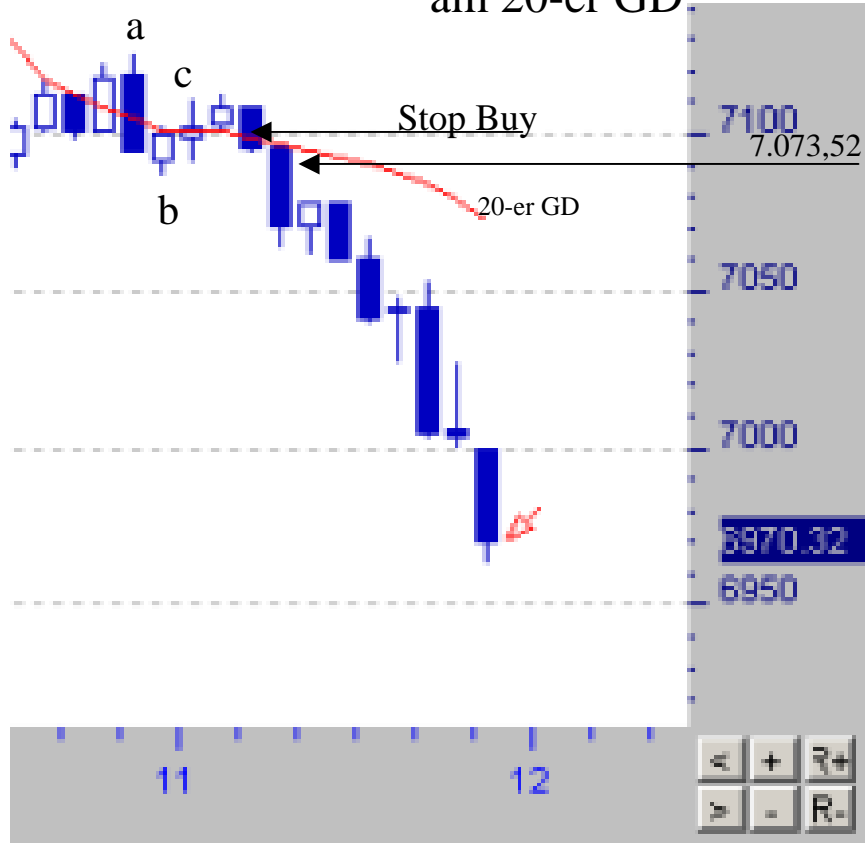 am 20-er GD
a
c
Stop Buy
7100
7.073,52
b
20-er GD
7050
7000
6970.32
6950
11
12
< + R+
> - R-